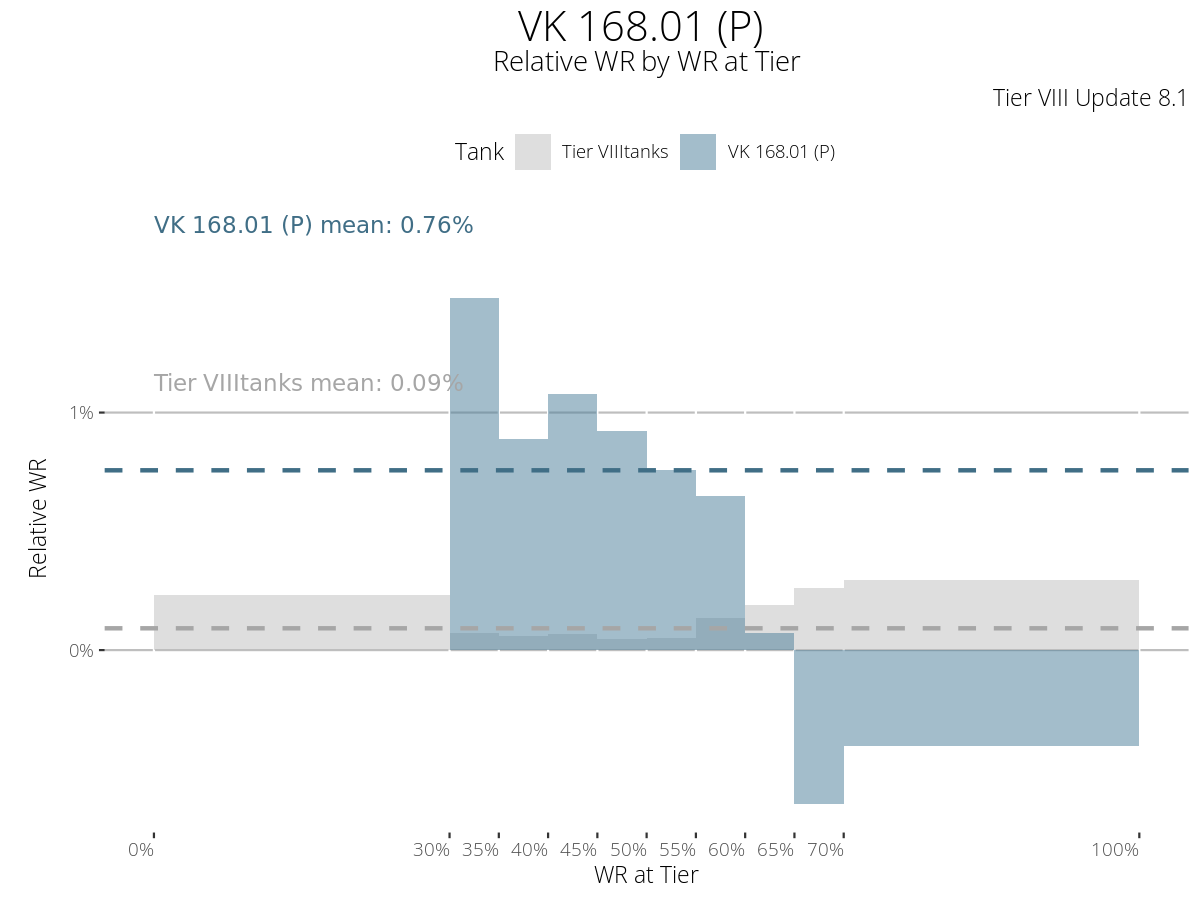 VK 168.01 (P)
Relative WR by WR at Tier
Tier VIII Update 8.1
Tank Tier VIIItanks VK 168.01 (P)
VK 168.01 (P) mean: 0.76%
Tier VIIItanks mean: 0.09%
1%
Relative WR
0%
0% 30% 35% 40% 45% 50% 55% 60% 65% 70% 100%
WR at Tier